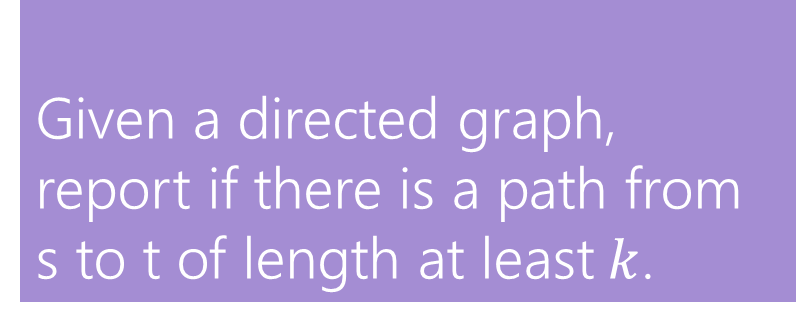 Given a directed graph,
report if there is a path from
s to t of length at least k.